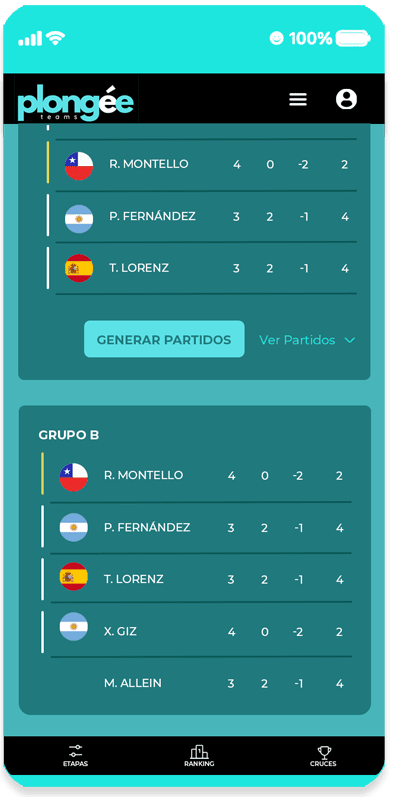 100%
plongée
teams
R. MONTELLO 4 0 -2 2
P. FERNÁNDEZ 3 2 -1 4
T. LORENZ 3 2 -1 4
GENERAR PARTIDOS Ver Partidos
GRUPO B
R. MONTELLO 4 0 -2 2
P. FERNÁNDEZ 3 2 -1 4
T. LORENZ 3 2 -1 4
X. GIZ 4 0 -2 2
M. ALLEIN 3 2 -1 4
1
ETAPAS RANKING CRUCES